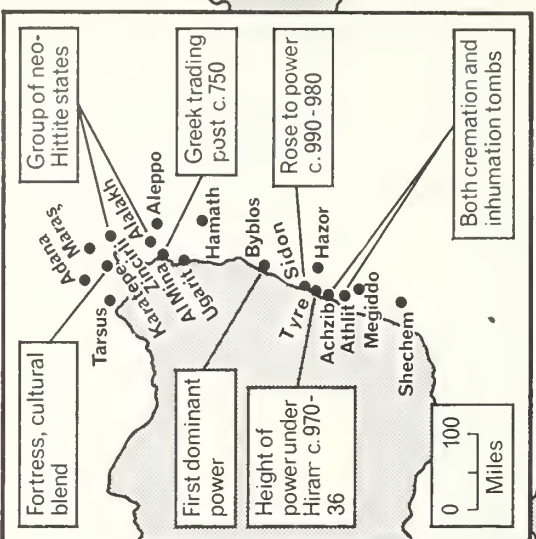 Fortress, cultural
blend
Group of neo-
Hittite states
Adana
Maraş
Tarsus
Karatepe
Zincirli
Alalakh
Al Mina
Aleppo
Ugarit
Hamath
Greek trading
post c.750
First dominant
power
Byblos
Rose to power
c. 990-980
Sidon
Height of
power under
Hiram c. 970-
36
Tyre
Hazor
Achzib
Athlit
Megiddo
Shechem
Both cremation and
inhumation tombs
0 100
Miles